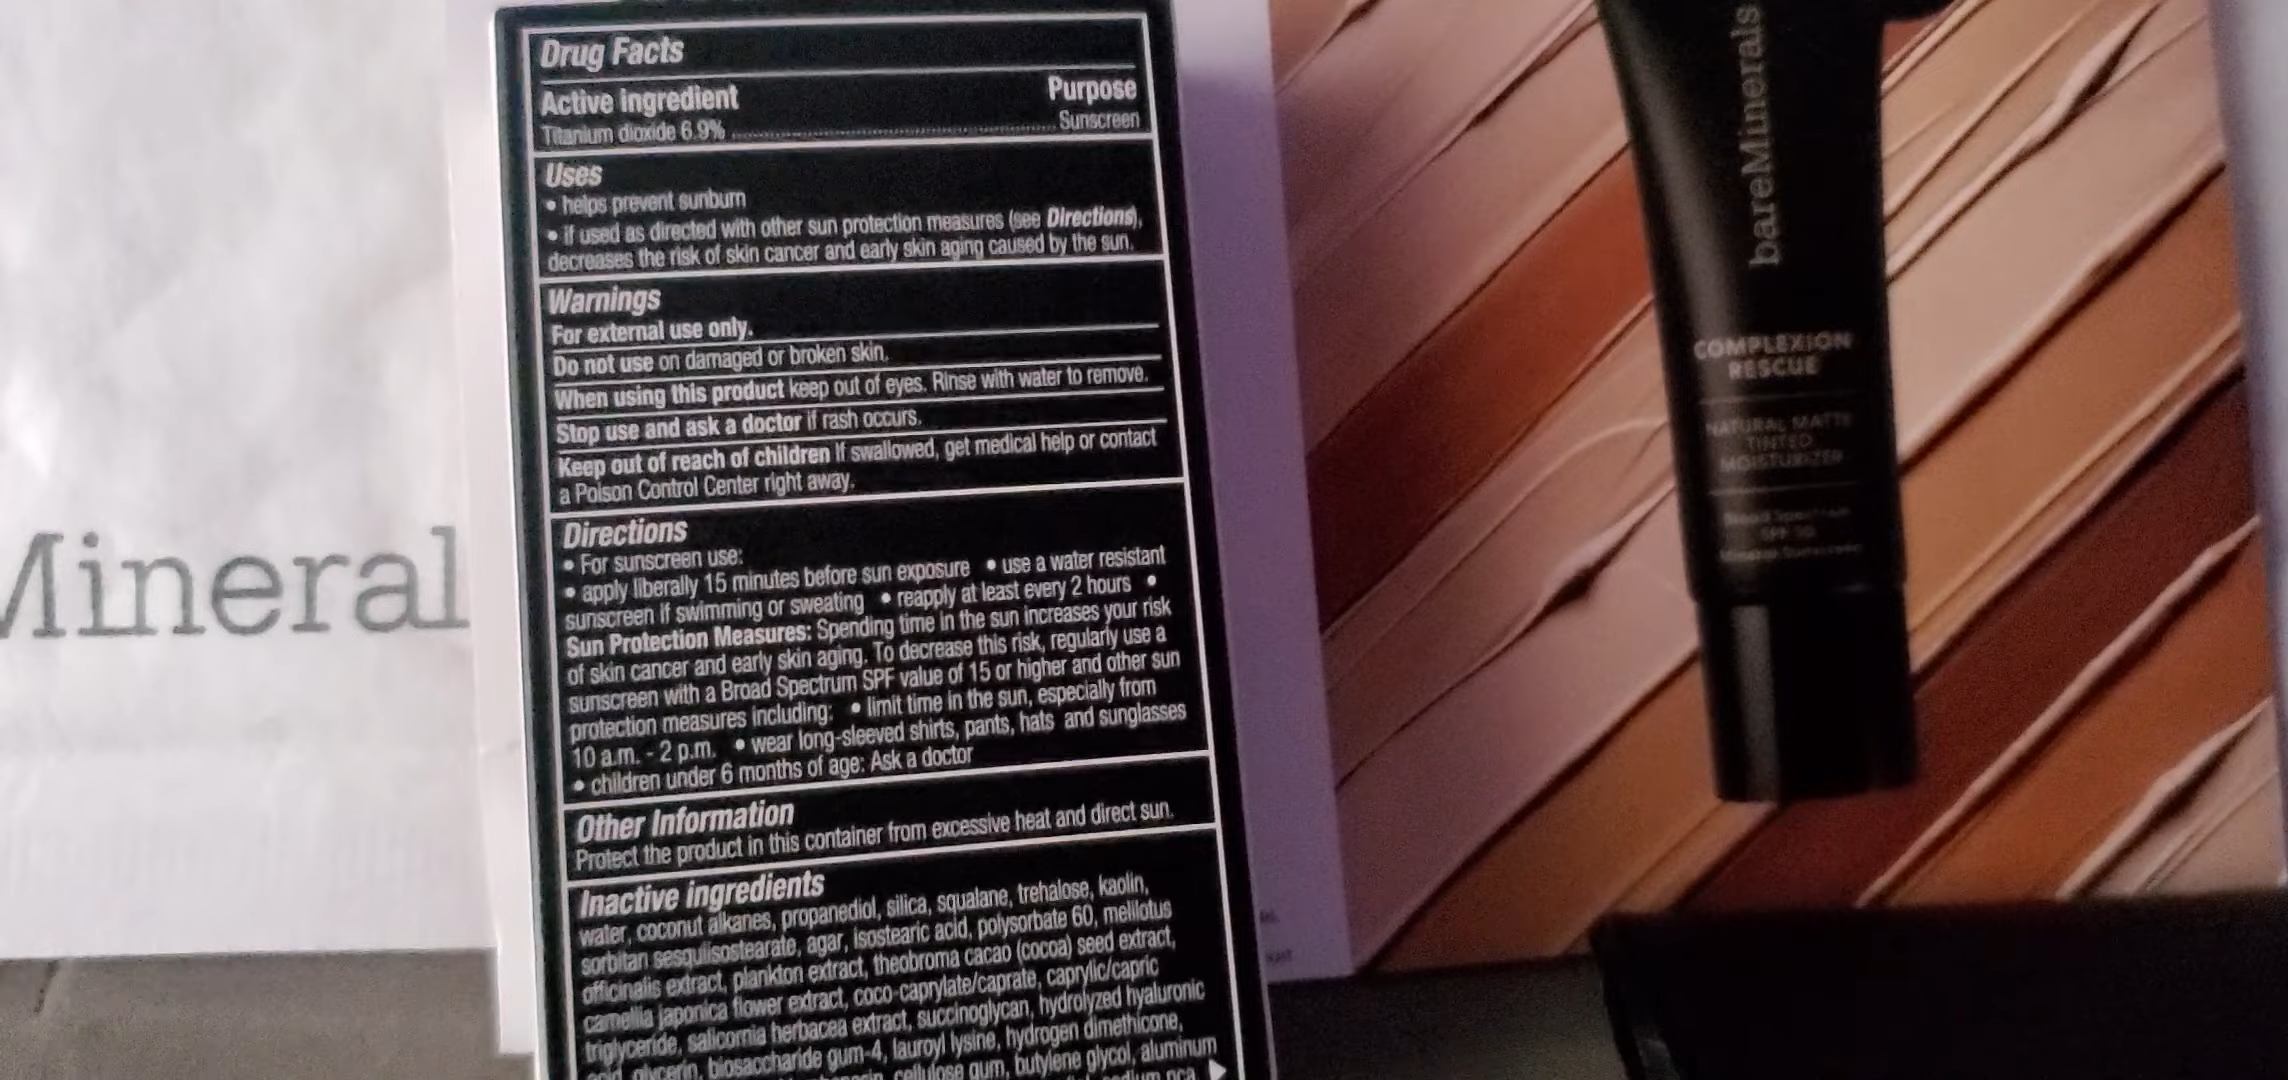 Drug Facts
Active ingredient Purpose
Titanium dioxide 6.9% Sunscreen
Uses
• helps prevent sunburn
• if used as directed with other sun protection measures (see Directions),
decreases the risk of skin cancer and early skin aging caused by the sun.
Warnings
For external use only.
Do not use on damaged or broken skin.
When using this product keep out of eyes. Rinse with water to remove.
Stop use and ask a doctor if rash occurs.
Keep out of reach of children If swallowed, get medical help or contact
a Poison Control Center right away.
Directions
• For sunscreen use:
• apply liberally 15 minutes before sun exposure • use a water resistant
sunscreen if swimming or sweating • reapply at least every 2 hours •
Sun Protection Measures: Spending time in the sun increases your risk
of skin cancer and early skin aging. To decrease this risk, regularly use a
sunscreen with a Broad Spectrum SPF value of 15 or higher and other sun
protection measures including: • limit time in the sun, especially from
10 a.m. - 2 p.m. • wear long-sleeved shirts, pants, hats and sunglasses
• children under 6 months of age: Ask a doctor
Other Information
Protect the product in this container from excessive heat and direct sun.
Inactive ingredients
water, coconut alkanes, propanediol, silica, squalane, trehalose, kaolin,
sorbitan sesquiisostearate, agar, isostearic acid, polysorbate 60, melilotus
officinalis extract, plankton extract, theobroma cacao (cocoa) seed extract,
camellia japonica flower extract, coco-caprylate/caprate, caprylic/capric
triglyceride, salicornia herbacea extract, succinoglycan, hydrolyzed hyaluronic
acid, glycerin, biosaccharide gum-4, lauroyl lysine, hydrogen dimethicone,
cellulose gum, butylene glycol, aluminum
Mineral
bareMinerals
COMPLEXION
RESCUE
NATURAL MATTE
TINTED
MOISTURIZER
Broad Spectrum
Mineral Sunscreen